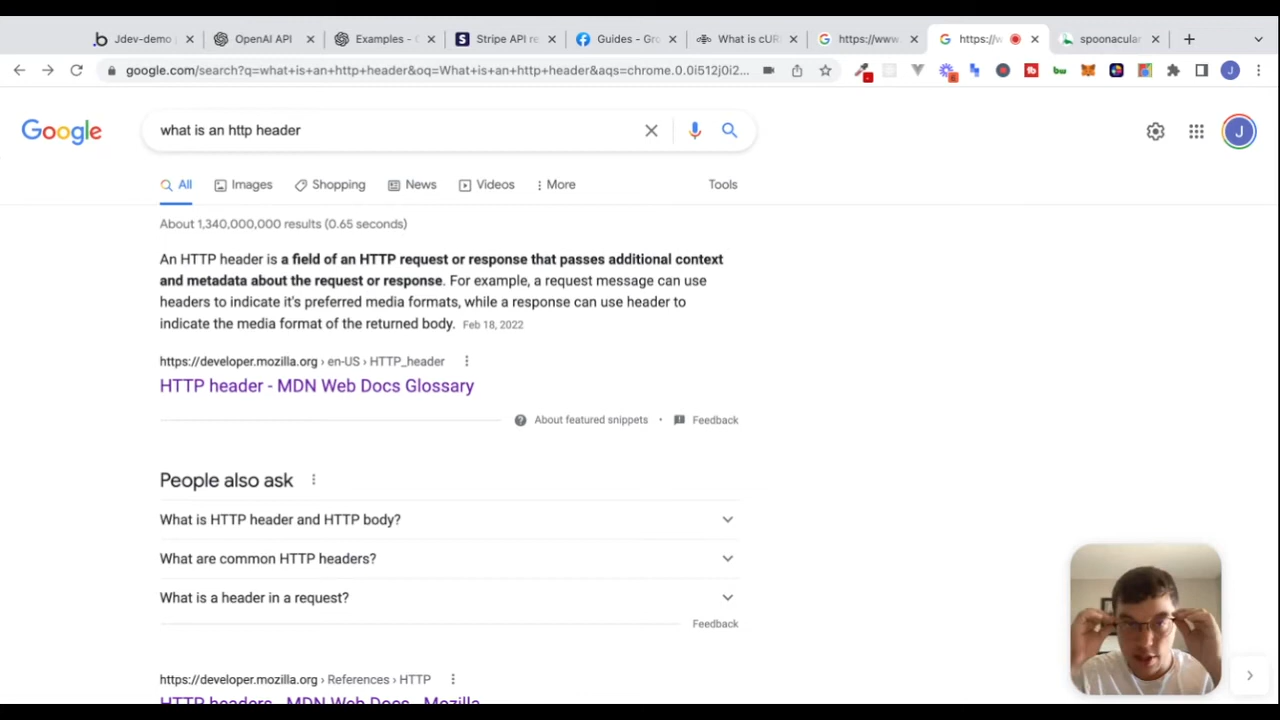 Jdev-demo
OpenAI API
Examples - 
Stripe API re
Guides - Gro
What is cUR
https://www
https://w
spoonacular
google.com/search?q=what+is+an+http+header&oq=What+is+an+http+header&aqs=chrome.0.0i512j0i2...
J
Google
what is an http header
J
All
Images
Shopping
News
Videos
More
Tools
About 1,340,000,000 results (0.65 seconds)
An HTTP header is a field of an HTTP request or response that passes additional context
and metadata about the request or response. For example, a request message can use
headers to indicate it's preferred media formats, while a response can use header to
indicate the media format of the returned body. Feb 18, 2022
https://developer.mozilla.org › en-US › HTTP_header
HTTP header - MDN Web Docs Glossary
About featured snippets • Feedback
People also ask
What is HTTP header and HTTP body?
What are common HTTP headers?
What is a header in a request?
Feedback
https://developer.mozilla.org › References › HTTP
HTTP headers - MDN Web Docs - Mozilla